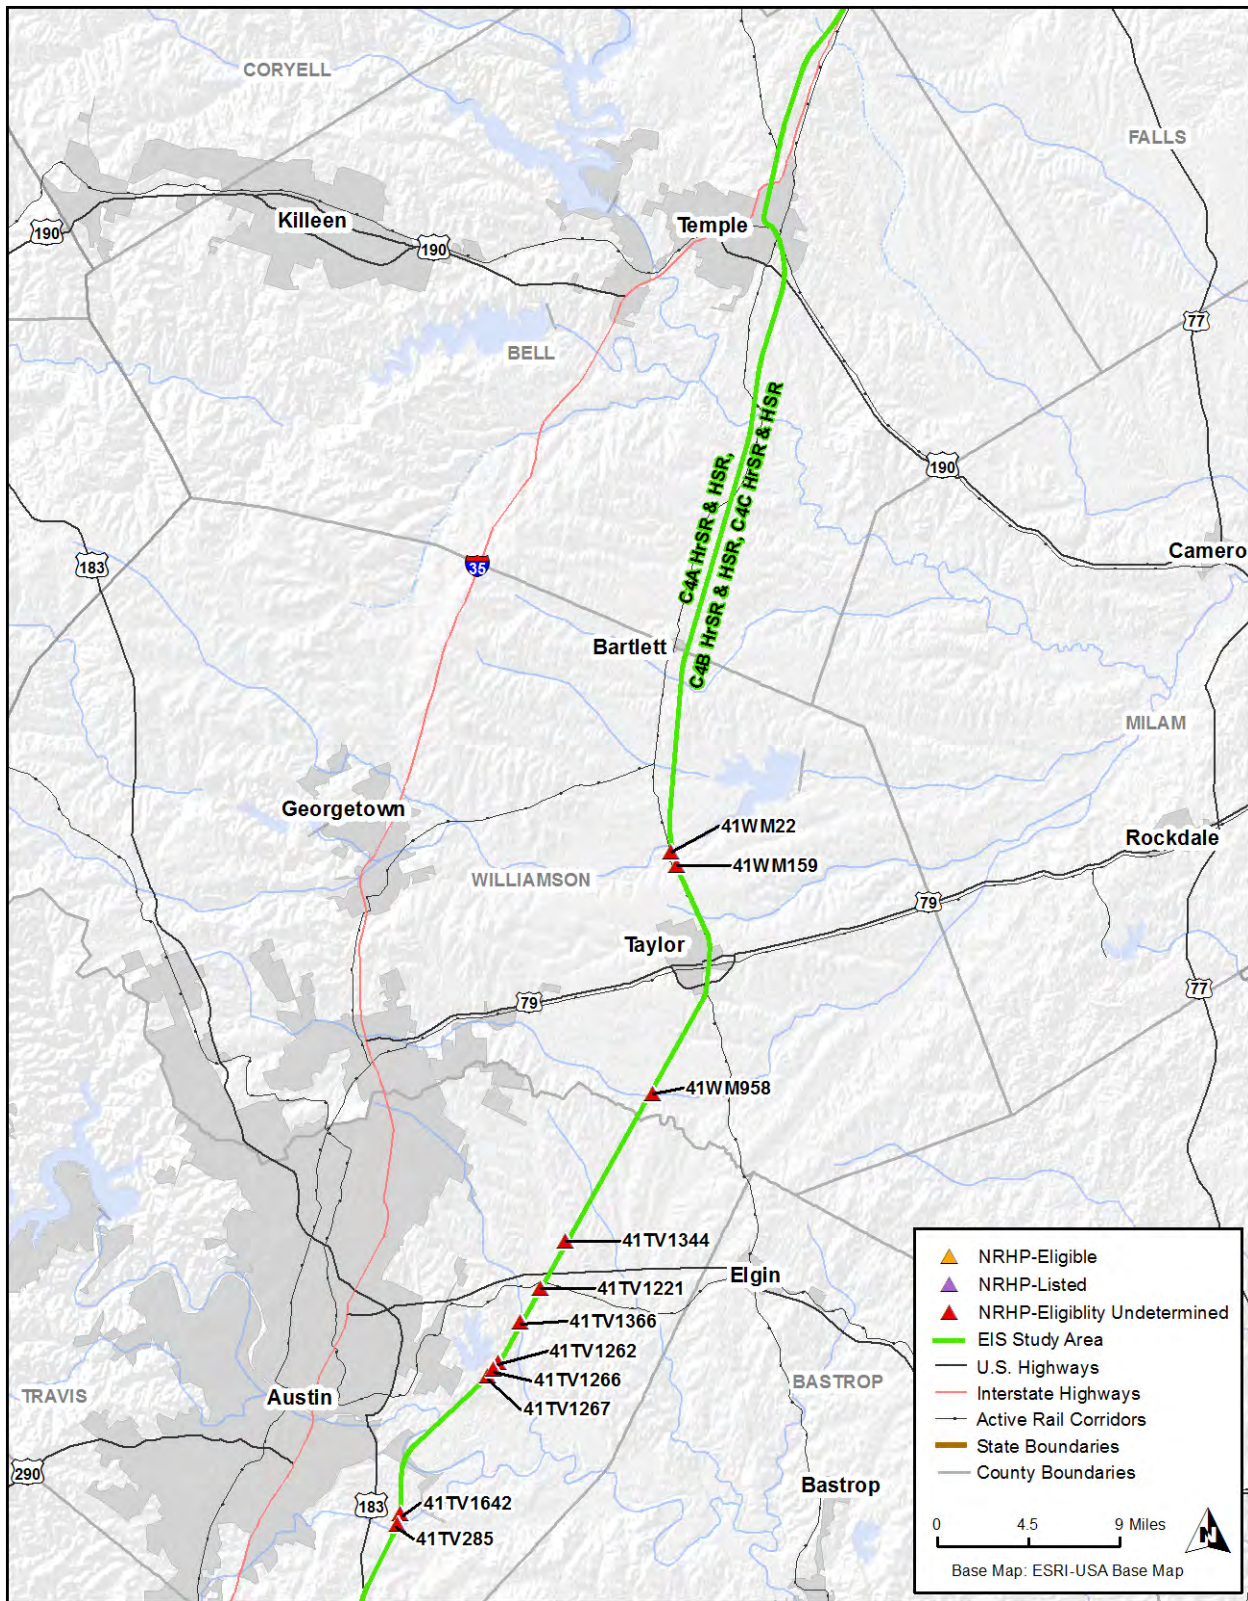 CORYELL
FALLS
Killeen
Temple
190
190
77
BELL
C4A HrSR & HSR,
C4B HrSR & HSR, C4C HrSR & HSR
190
Camero
183
35
Bartlett
MILAM
Georgetown
41WM22
Rockdale
41WM159
WILLIAMSON
79
Taylor
79
77
41WM958
41TV1344
Elgin
41TV1221
41TV1366
41TV1262
41TV1266
TRAVIS
Austin
BASTROP
41TV1267
290
Bastrop
183
41TV1642
41TV285
NRHP-Eligible
NRHP-Listed
NRHP-Eligiblity Undetermined
EIS Study Area
U.S. Highways
Interstate Highways
Active Rail Corridors
State Boundaries
County Boundaries
0 4.5 9 Miles
N
Base Map: ESRI-USA Base Map